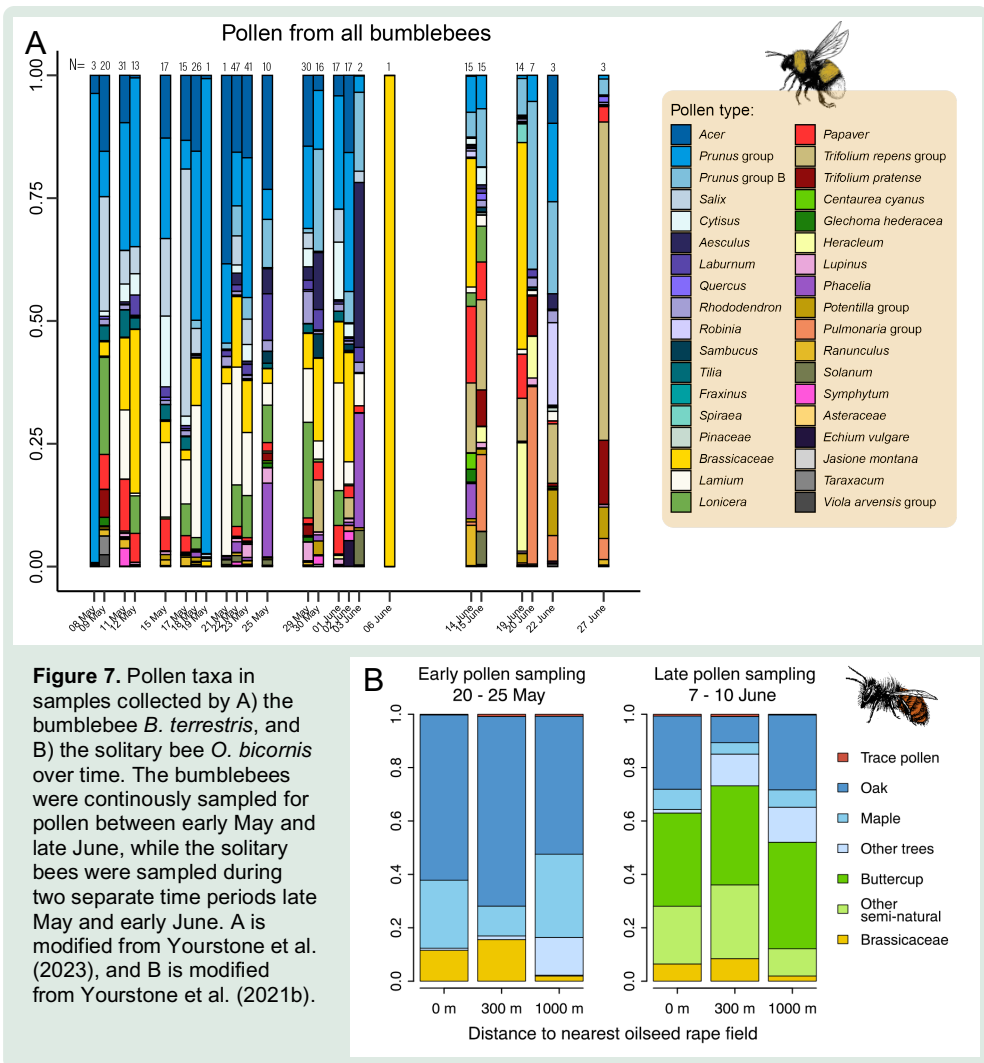 A
Pollen from all bumblebees
N= 3 20 31 13 17 15 26 1 1 47 41 10 30 16 17 17 2 1 15 15 14 7 3 3
1.00
0.75
0.50
0.25
0.00
08 May
09 May
11 May
12 May
15 May
17 May
18 May
19 May
21 May
22 May
23 May
25 May
29 May
30 May
01 June
02 June
03 June
06 June
14 June
15 June
19 June
20 June
22 June
27 June
Pollen type:
Acer
Prunus group
Prunus group B
Salix
Cytisus
Aesculus
Laburnum
Quercus
Rhododendron
Robinia
Sambucus
Tilia
Fraxinus
Spiraea
Pinaceae
Brassicaceae
Lamium
Lonicera
Papaver
Trifolium repens group
Trifolium pratense
Centaurea cyanus
Glechoma hederacea
Heracleum
Lupinus
Phacelia
Potentilla group
Pulmonaria group
Ranunculus
Solanum
Symphytum
Asteraceae
Echium vulgare
Jasione montana
Taraxacum
Viola arvensis group
Figure 7. Pollen taxa in
samples collected by A) the
bumblebee B. terrestris, and
B) the solitary bee O. bicornis
over time. The bumblebees
were continously sampled for
pollen between early May and
late June, while the solitary
bees were sampled during
two separate time periods late
May and early June. A is
modified from Yourstone et al.
(2023), and B is modified
from Yourstone et al. (2021b).
B
Early pollen sampling
20 - 25 May
1.0
0.8
0.6
0.4
0.2
0.0
0 m 300 m 1000 m
Late pollen sampling
7 - 10 June
1.0
0.8
0.6
0.4
0.2
0.0
0 m 300 m 1000 m
Distance to nearest oilseed rape field
Trace pollen
Oak
Maple
Other trees
Buttercup
Other
semi-natural
Brassicaceae